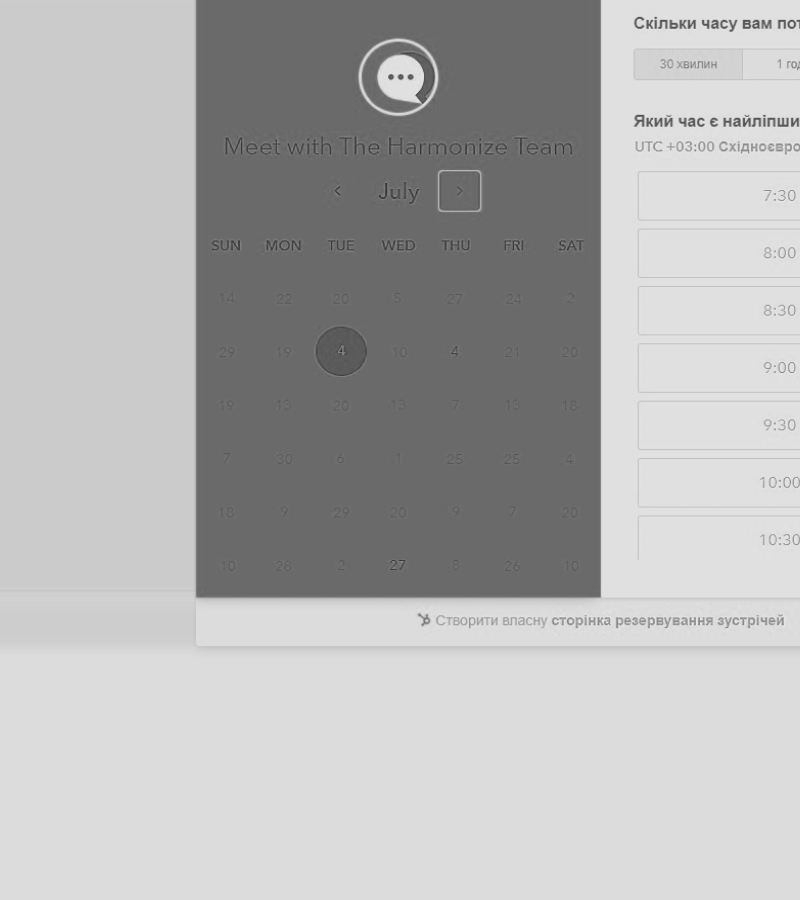 Meet with The Harmonize Team
July
SUN MON TUE WED THU FRI SAT
14 22 20 5 27 24 2
29 19 4 10 4 21 20
19 13 20 13 7 13 18
7 30 6 1 25 25 4
18 9 29 20 9 7 20
10 28 2 27 8 26 10
Скільки часу вам пот
30 хвилин 1 год
Який час є найліпши
UTC +03:00 Східноєвро
7:30
8:00
8:30
9:00
9:30
10:00
10:30
Створити власну сторінка резервування зустрічей